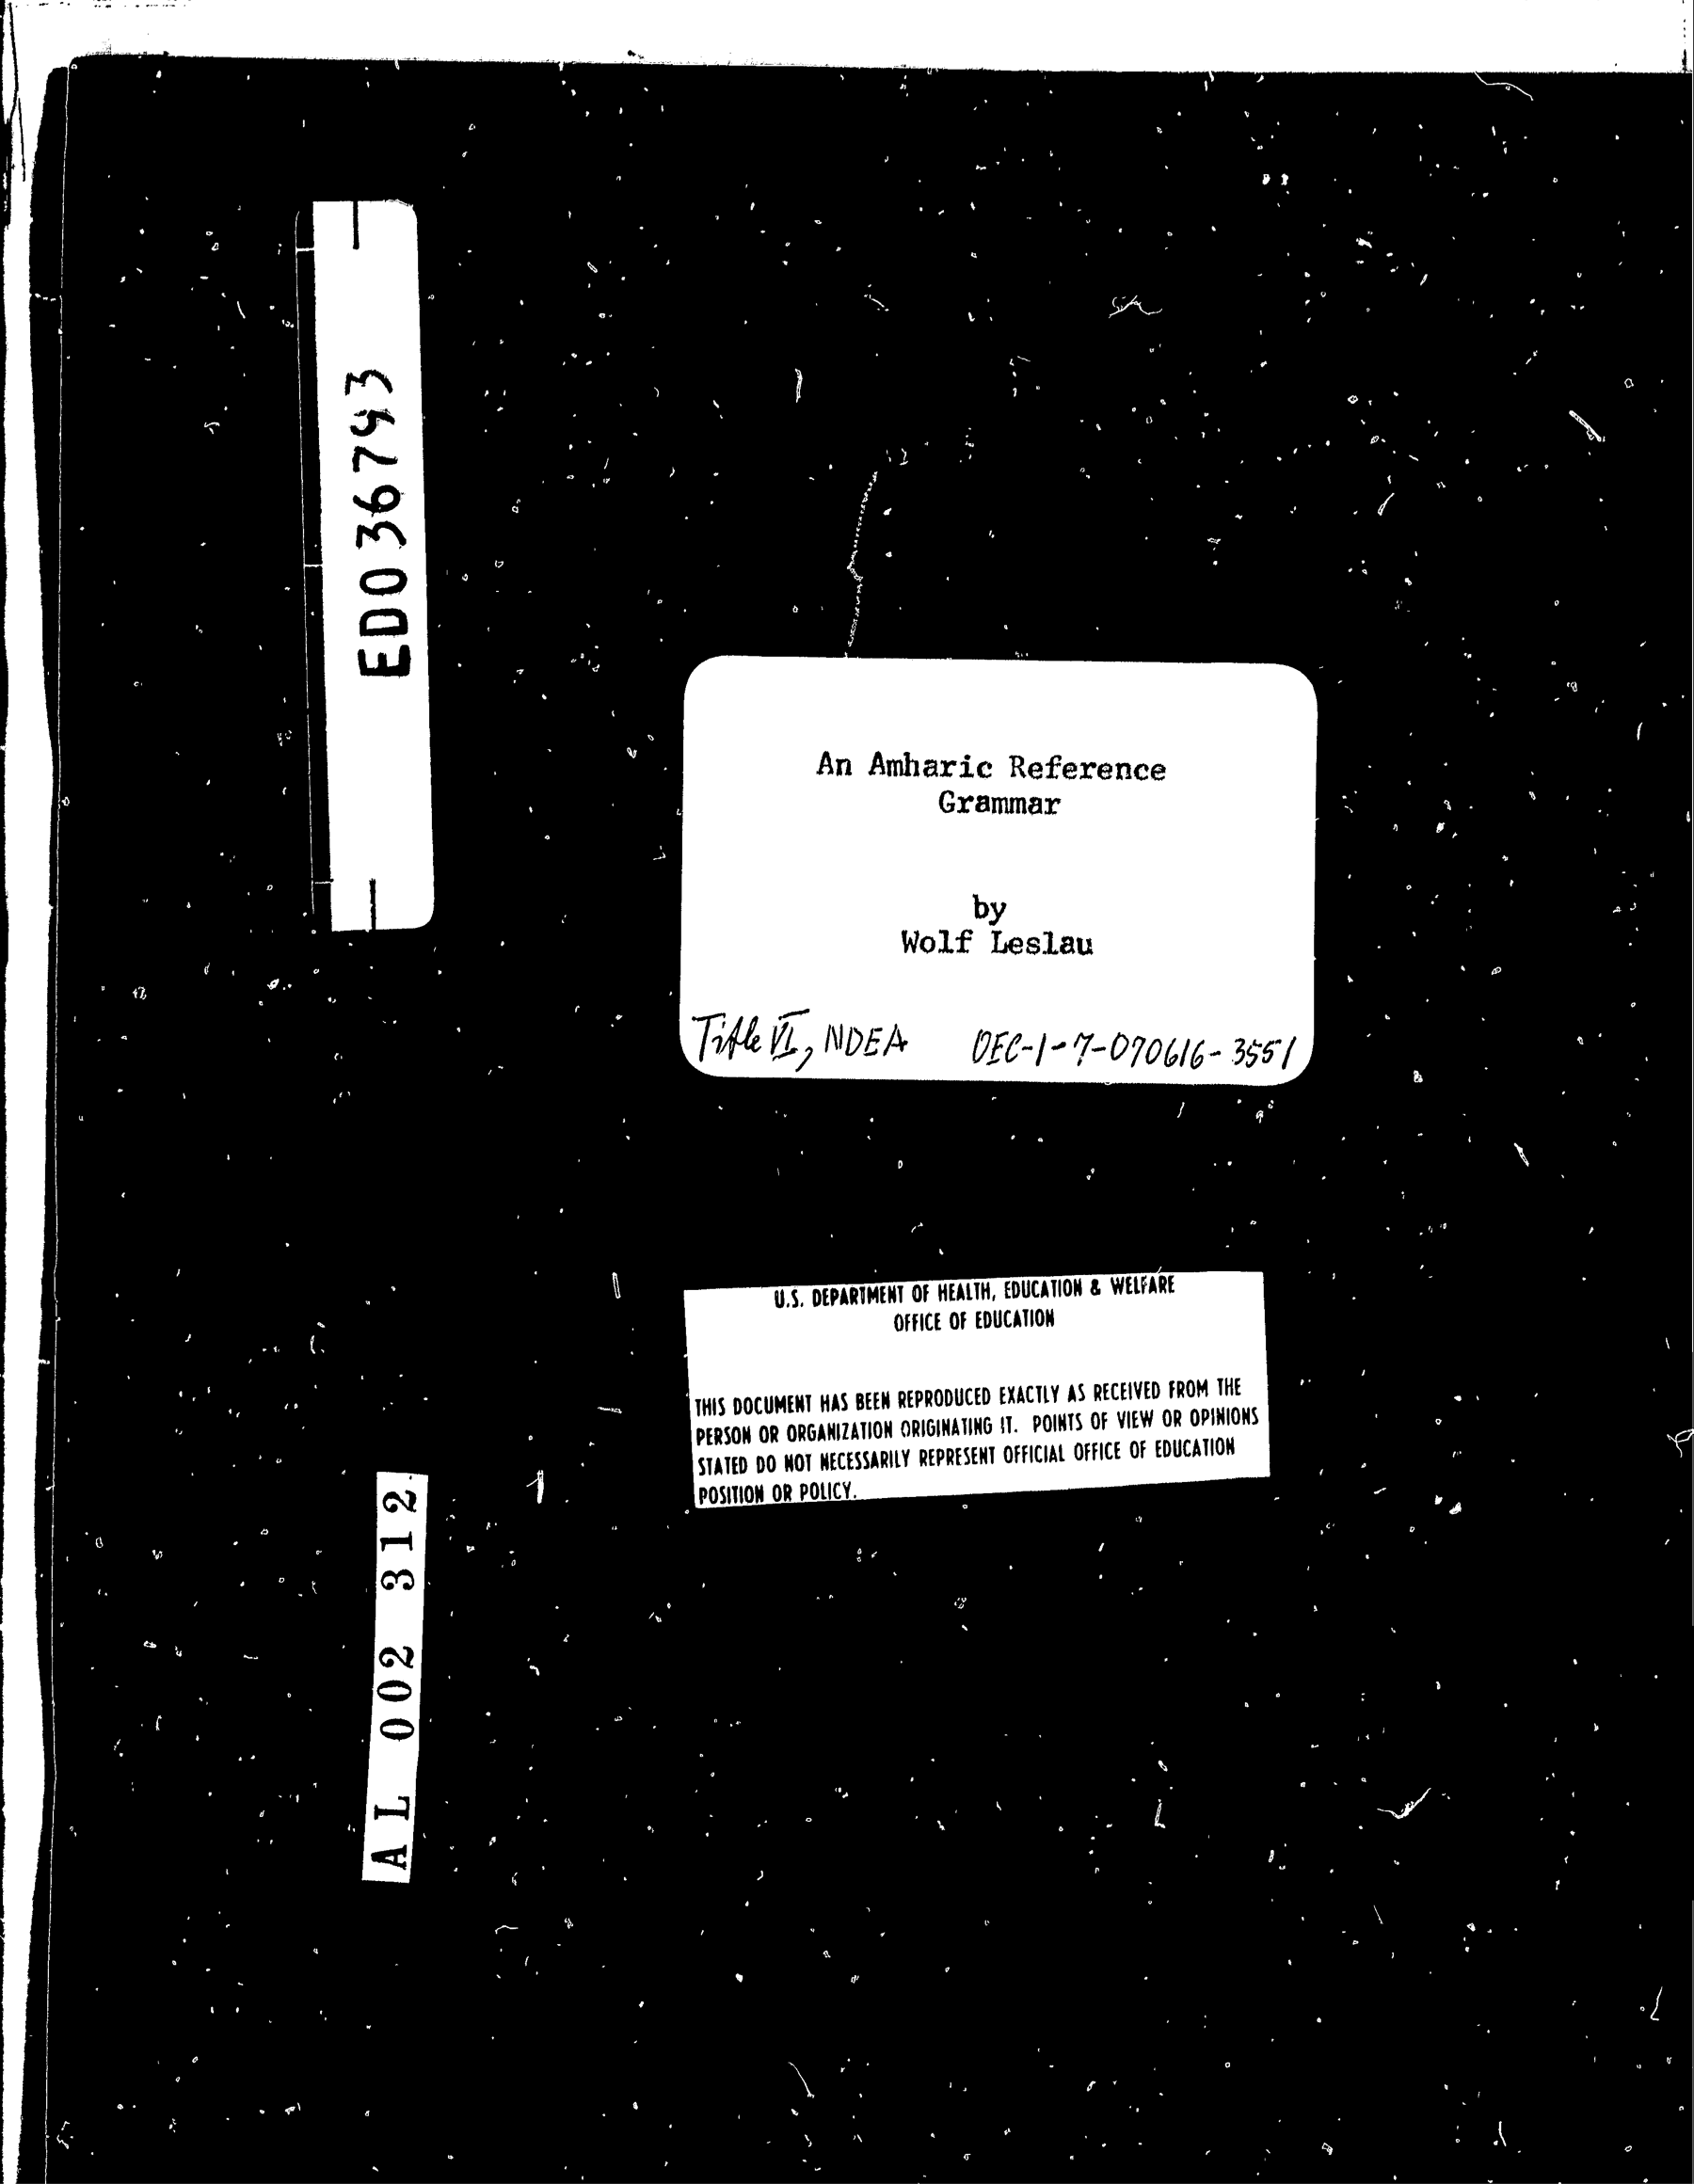 ED036793
An Amharic Reference
Grammar
by
Wolf Leslau
Title VI, NDEA OEC-1-7-070616-3551
U.S. DEPARTMENT OF HEALTH, EDUCATION & WELFARE
OFFICE OF EDUCATION
THIS DOCUMENT HAS BEEN REPRODUCED EXACTLY AS RECEIVED FROM THE
PERSON OR ORGANIZATION ORIGINATING IT. POINTS OF VIEW OR OPINIONS
STATED DO NOT NECESSARILY REPRESENT OFFICIAL OFFICE OF EDUCATION
POSITION OR POLICY.
AL 002 312